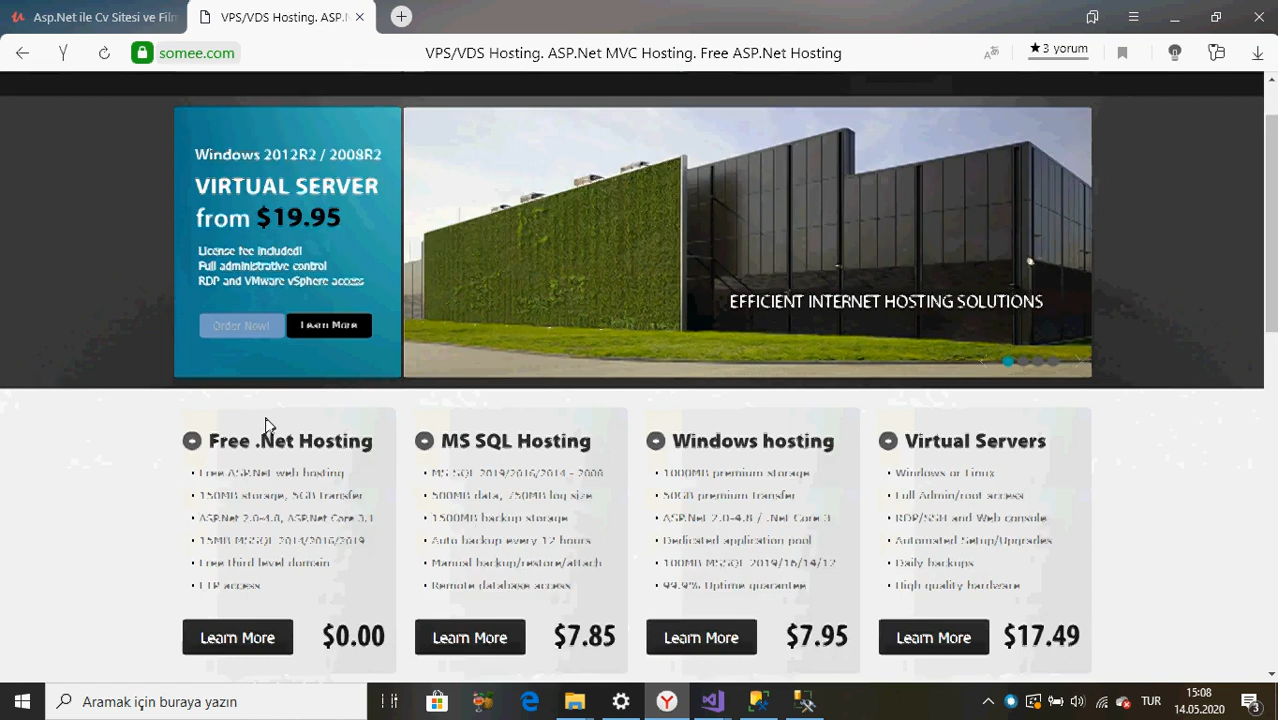 Asp.Net ile Cv Sitesi ve Film
VPS/VDS Hosting. ASP.I
somee.com
VPS/VDS Hosting. ASP.Net MVC Hosting. Free ASP.Net Hosting
★3 yorum
Windows 2012R2 / 2008R2
VIRTUAL SERVER
from $19.95
License fee included!
Full administrative control
RDP and VMware vSphere access
Order Now!
Learn More
EFFICIENT INTERNET HOSTING SOLUTIONS
Free .Net Hosting
Free ASP.Net web hosting
150MB storage, 5GB transfer
ASP.Net 2.0-4.8, ASP.Net Core 3.1
15MB MSSQL 2014/2016/2019
Free third level domain
FTP access
Learn More
$0.00
MS SQL Hosting
MS SQL 2019/2016/2014 - 2008
500MB data, 750MB log size
1500MB backup storage
Auto backup every 12 hours
Manual backup/restore/attach
Remote database access
Learn More
$7.85
Windows hosting
1000MB premium storage
50GB premium transfer
ASP.Net 2.0-4.8 / .Net Core 3
Dedicated application pool
100MB MSSQL 2019/16/14/12
99.9% Uptime guarantee
Learn More
$7.95
Virtual Servers
Windows or Linux
Full Admin/root access
RDP/SSH and Web console
Automated Setup/Upgrades
Daily backups
High quality hardware
Learn More
$17.49
Aramak için buraya yazın
TUR
15:08
14.05.2020
3